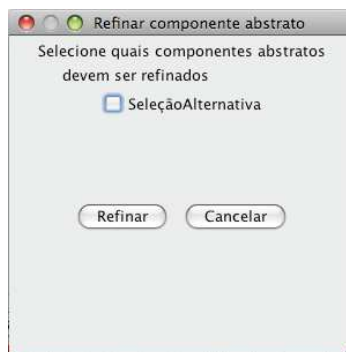 Refinar componente abstrato
Selecione quais componentes abstratos
devem ser refinados
SeleçãoAlternativa
Refinar Cancelar